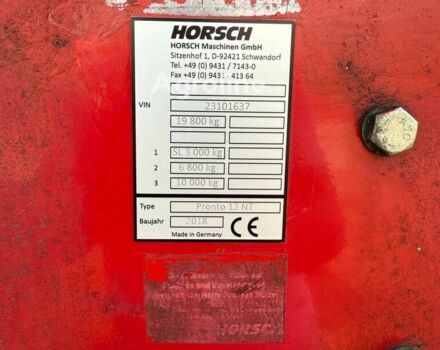 HORSCH
HORSCH Maschinen GmbH
Sitzenhof 1, D-92421 Schwandorf
Tel. +49 (0) 9431 / 7143-0
Fax +49 (0) 9431- 413 64
Agroline
VIN 23101637
19 800 kg
1 SL 3 000 kg
2 6 800 kg
3 10 000 kg
Type Pronto 12 NT
Baujahr 2018 CE
Made in Germany
HORSCH